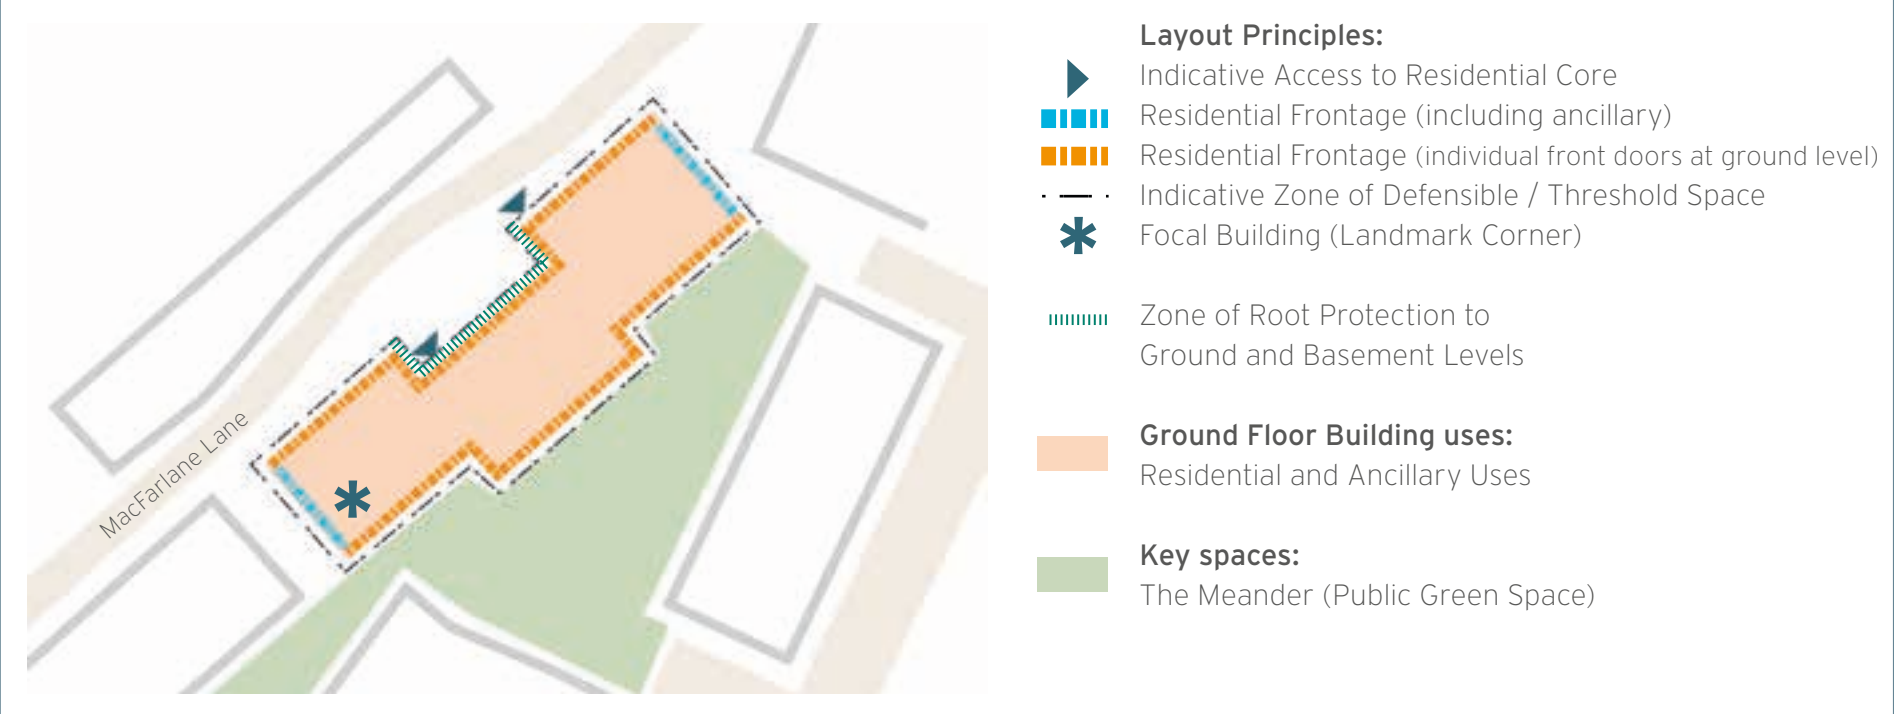 MacFarlane Lane
Layout Principles:
Indicative Access to Residential Core
Residential Frontage (including ancillary)
Residential Frontage (individual front doors at ground level)
Indicative Zone of Defensible / Threshold Space
Focal Building (Landmark Corner)
Zone of Root Protection to
Ground and Basement Levels
Ground Floor Building uses:
Residential and Ancillary Uses
Key spaces:
The Meander (Public Green Space)